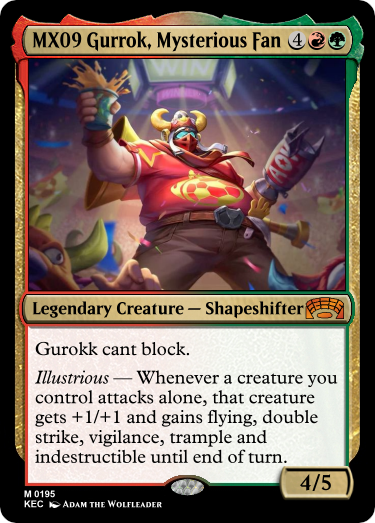 MX09 Gurrok, Mysterious Fan 4
AOP
Legendary Creature — Shapeshifter
Gurokk cant block.
Illustrious — Whenever a creature you
control attacks alone, that creature
gets +1/+1 and gains flying, double
strike, vigilance, trample and
indestructible until end of turn.
4/5
M 0195
KEC Adam the Wolfleader